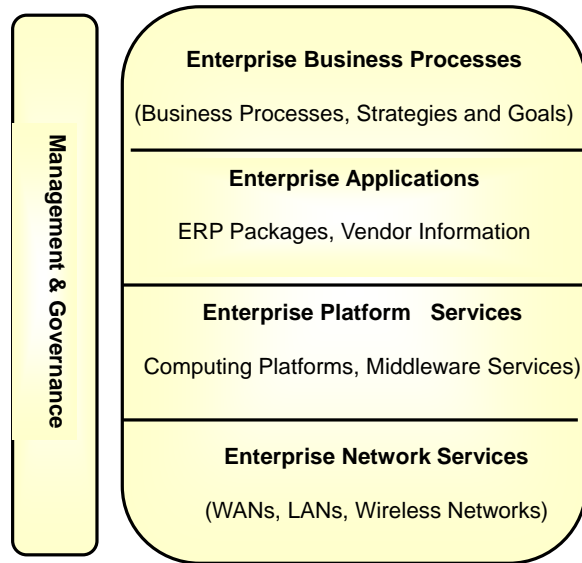 Management & Governance
Enterprise Business Processes
(Business Processes, Strategies and Goals)
Enterprise Applications
ERP Packages, Vendor Information
Enterprise Platform   Services
Computing Platforms, Middleware Services)
Enterprise Network Services
(WANs, LANs, Wireless Networks)